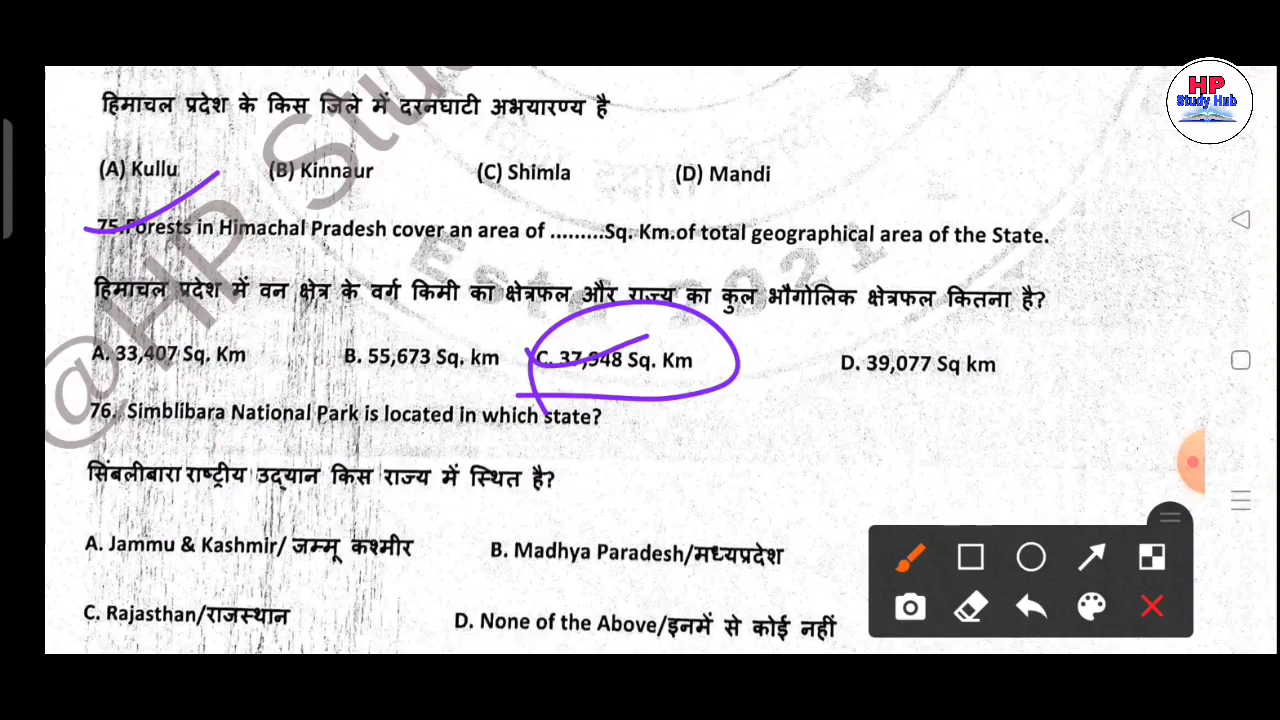 HP
Study Hub
हिमाचल प्रदेश के किस जिले में दरनघाटी अभयारण्य है
(A) Kullu (B) Kinnaur (C) Shimla (D) Mandi
75.Forests in Himachal Pradesh cover an area of .........Sq. Km.of total geographical area of the State.
हिमाचल प्रदेश में वन क्षेत्र के वर्ग किमी का क्षेत्रफल और राज्य का कुल भौगोलिक क्षेत्रफल कितना है?
A. 33,407 Sq. Km B. 55,673 Sq. km C. 37,948 Sq. Km D. 39,077 Sq km
76. Simblibara National Park is located in which state?
सिंबलीबारा राष्ट्रीय उद्यान किस राज्य में स्थित है?
A. Jammu & Kashmir/ जम्मू कश्मीर B. Madhya Paradesh/मध्यप्रदेश
C. Rajasthan/राजस्थान D. None of the Above/इनमें से कोई नहीं
@HP Stu
Estd 2021